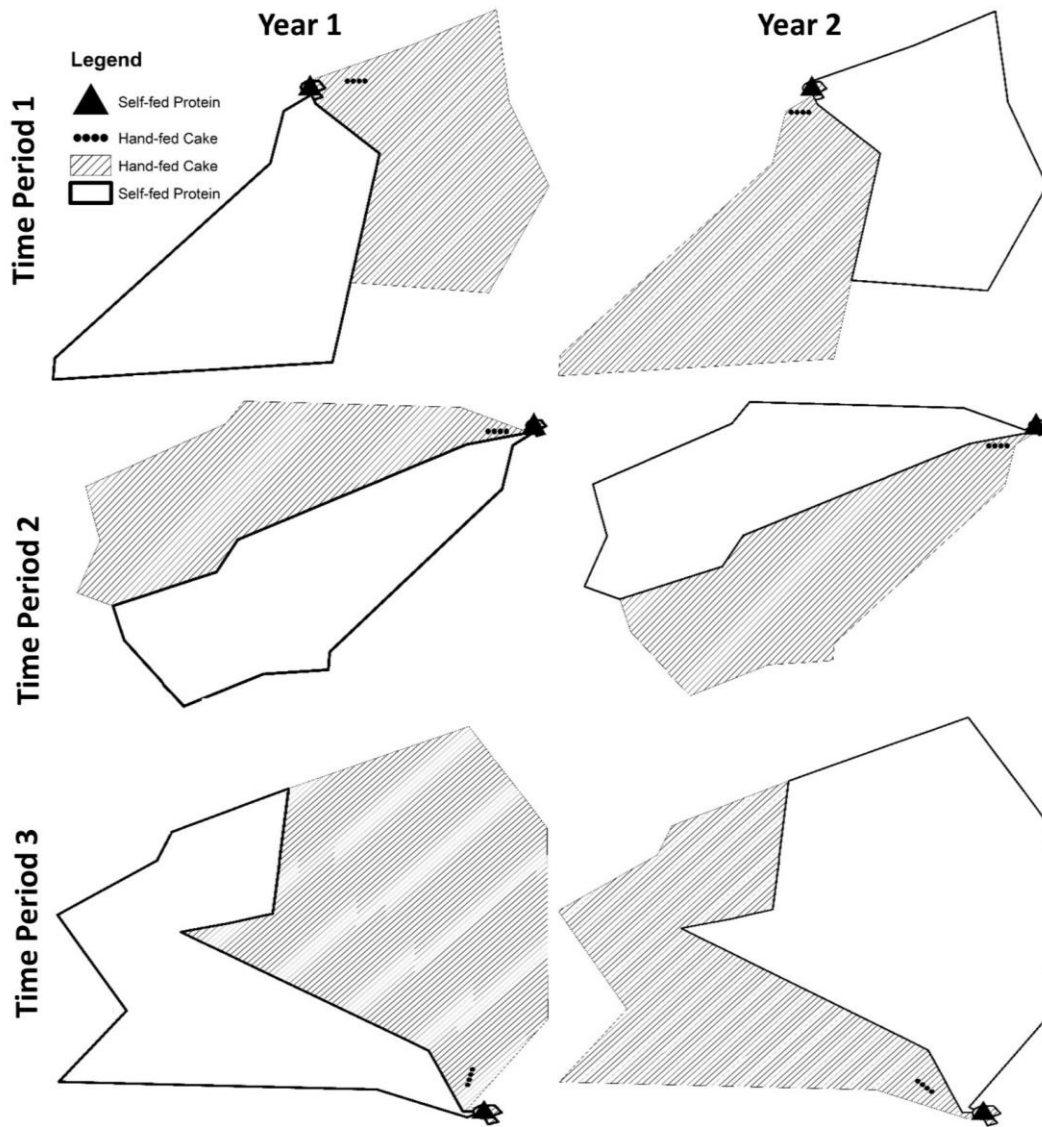 Year 1
Year 2
Legend
Self-fed Protein
Hand-fed Cake
Hand-fed Cake
Self-fed Protein
Time Period 1
Time Period 2
Time Period 3